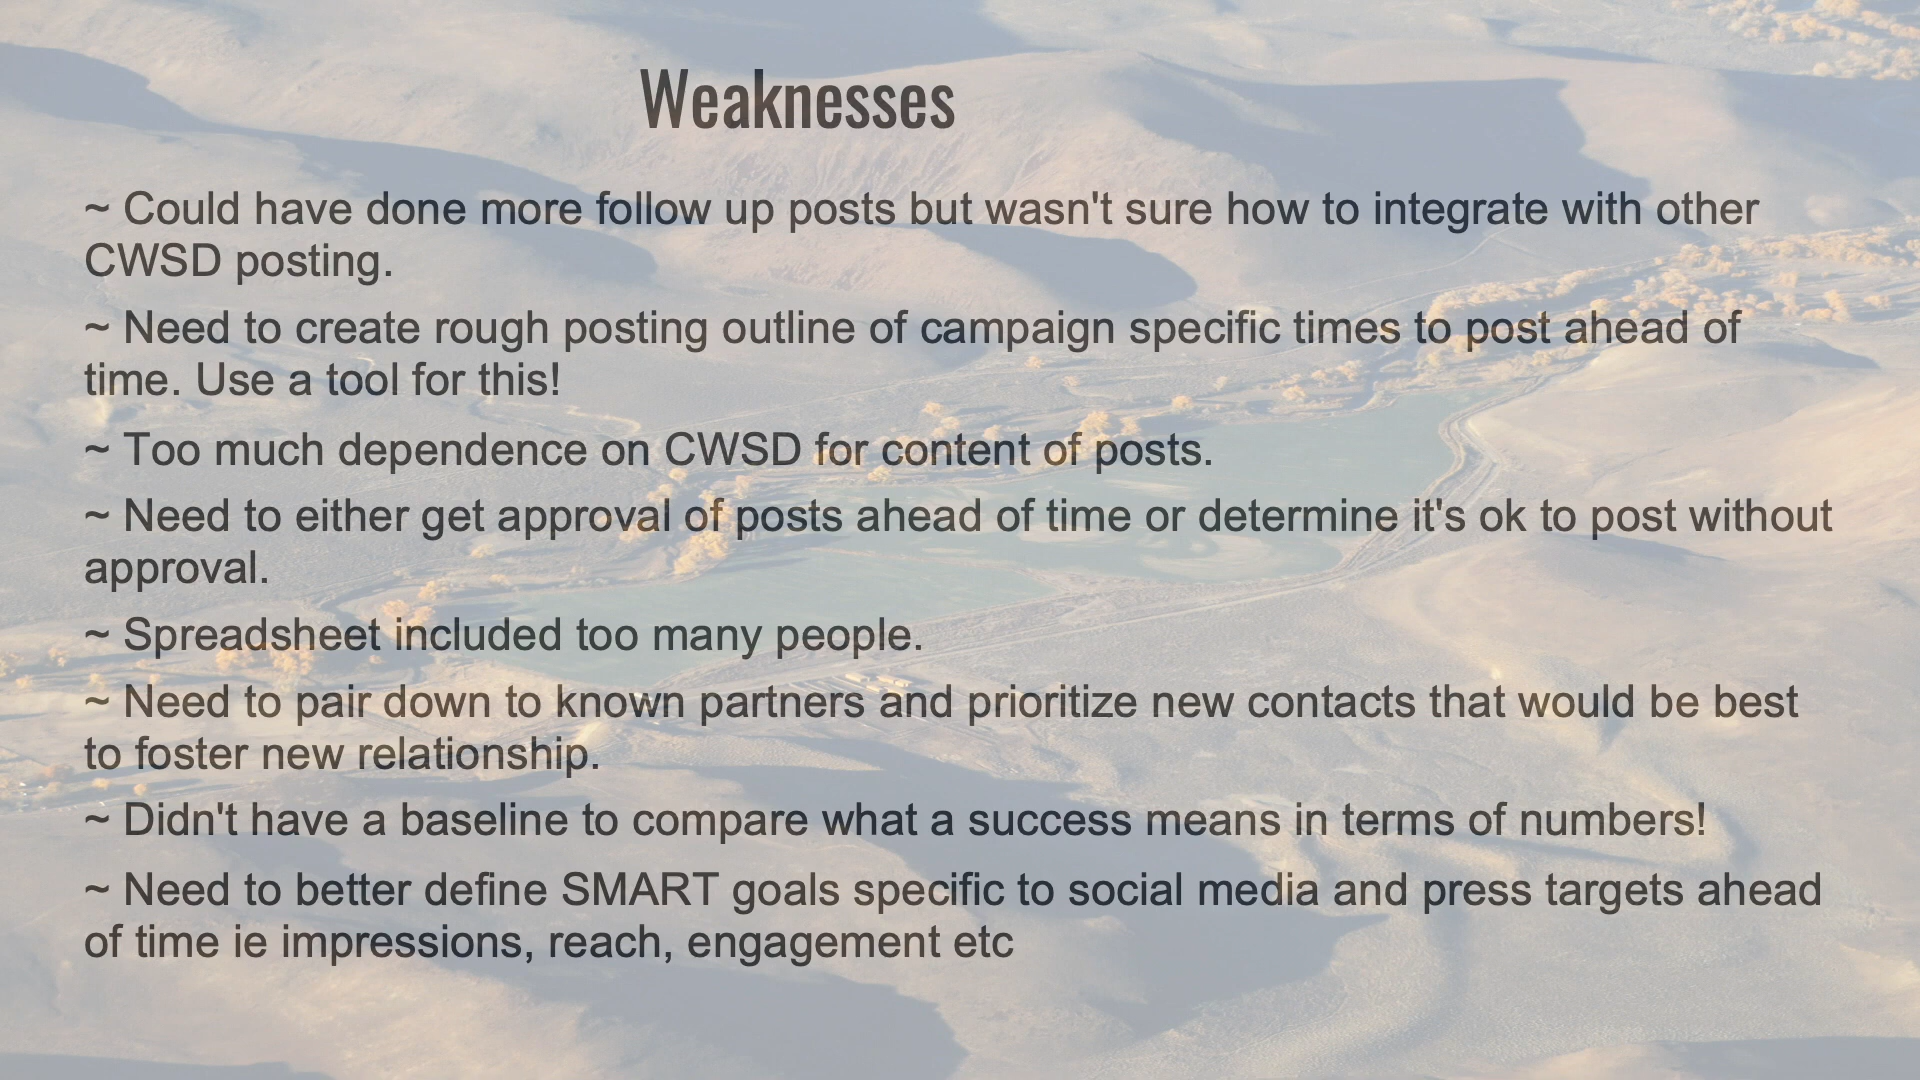 Weaknesses
~ Could have done more follow up posts but wasn't sure how to integrate with other
CWSD posting.
~ Need to create rough posting outline of campaign specific times to post ahead of
time. Use a tool for this!
~ Too much dependence on CWSD for content of posts.
~ Need to either get approval of posts ahead of time or determine it's ok to post without
approval.
~ Spreadsheet included too many people.
~ Need to pair down to known partners and prioritize new contacts that would be best
to foster new relationship.
~ Didn't have a baseline to compare what a success means in terms of numbers!
~ Need to better define SMART goals specific to social media and press targets ahead
of time ie impressions, reach, engagement etc